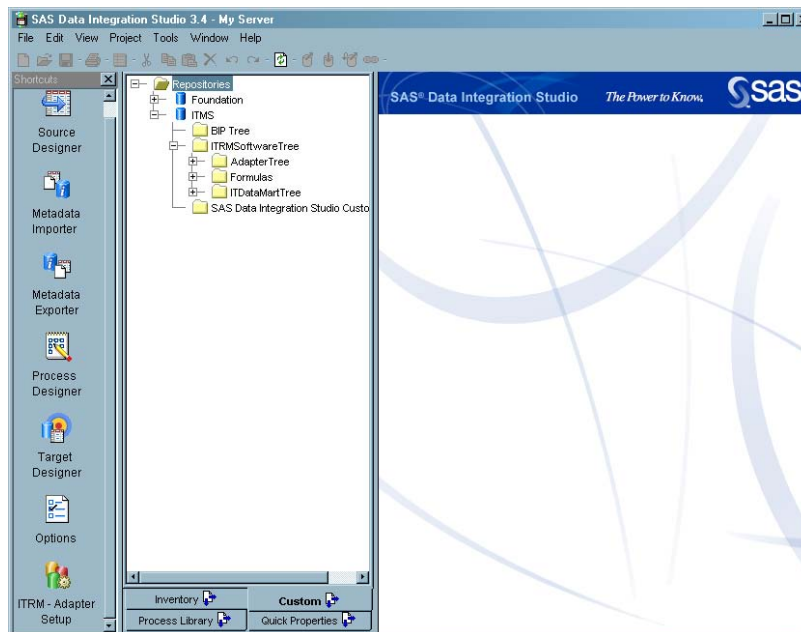 SAS Data Integration Studio 3.4 - My Server
File Edit View Project Tools Window Help
Shortcuts
Source
Designer
Metadata
Importer
Metadata
Exporter
Process
Designer
Target
Designer
Options
ITRM - Adapter
Setup
Repositories
Foundation
ITMS
BIP Tree
ITRMSoftwareTree
AdapterTree
Formulas
ITDataMartTree
SAS Data Integration Studio Custo
Inventory
Custom
Process Library
Quick Properties
SAS® Data Integration Studio
The Power to Know.
sas